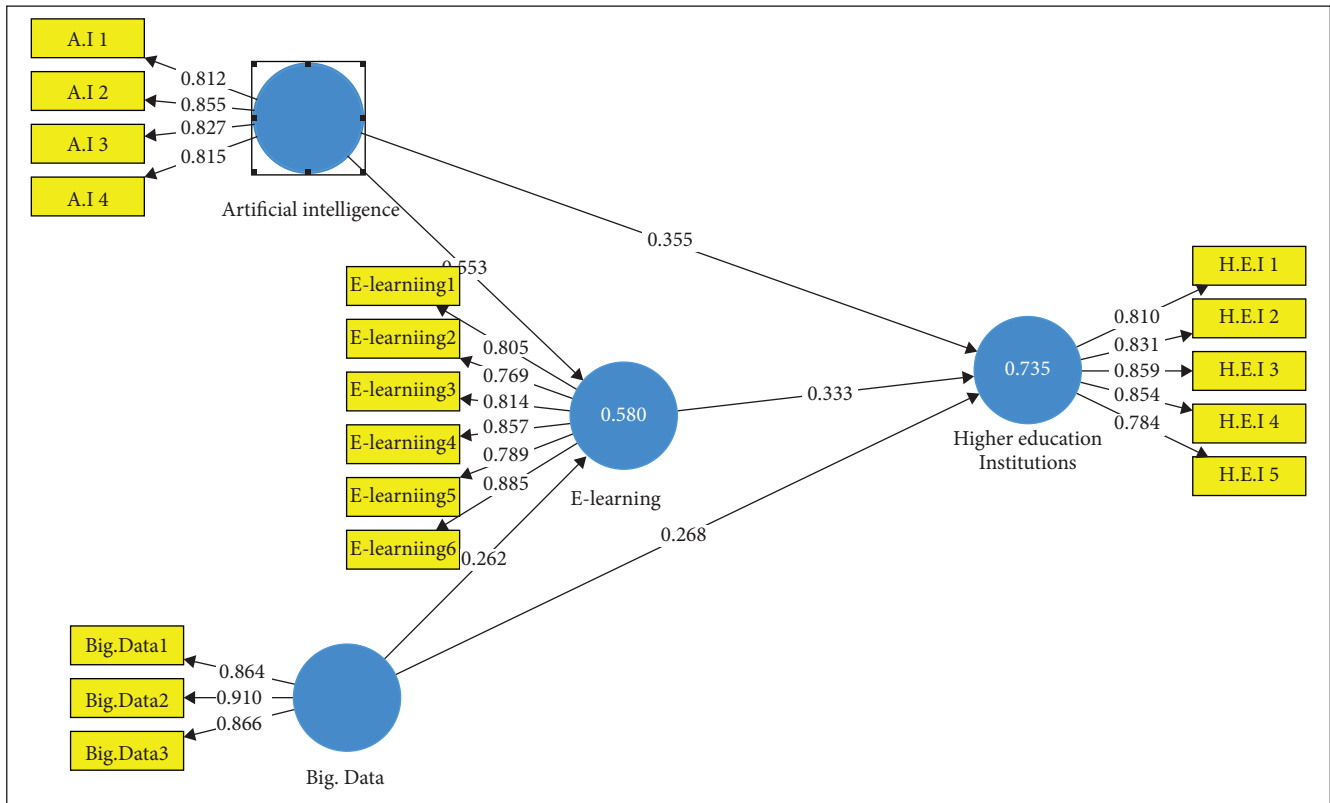 A.I 1
A.I 2
A.I 3
A.I 4
0.812
0.855
0.827
0.815
Artificial intelligence
0.553
0.355
E-learniing1
E-learniing2
E-learniing3
E-learniing4
E-learniing5
E-learniing6
0.805
0.769
0.814
0.857
0.789
0.885
0.580
E-learning
0.333
0.262
0.268
0.735
Higher education
Institutions
0.810
0.831
0.859
0.854
0.784
H.E.I 1
H.E.I 2
H.E.I 3
H.E.I 4
H.E.I 5
Big.Data1
Big.Data2
Big.Data3
0.864
0.910
0.866
Big. Data